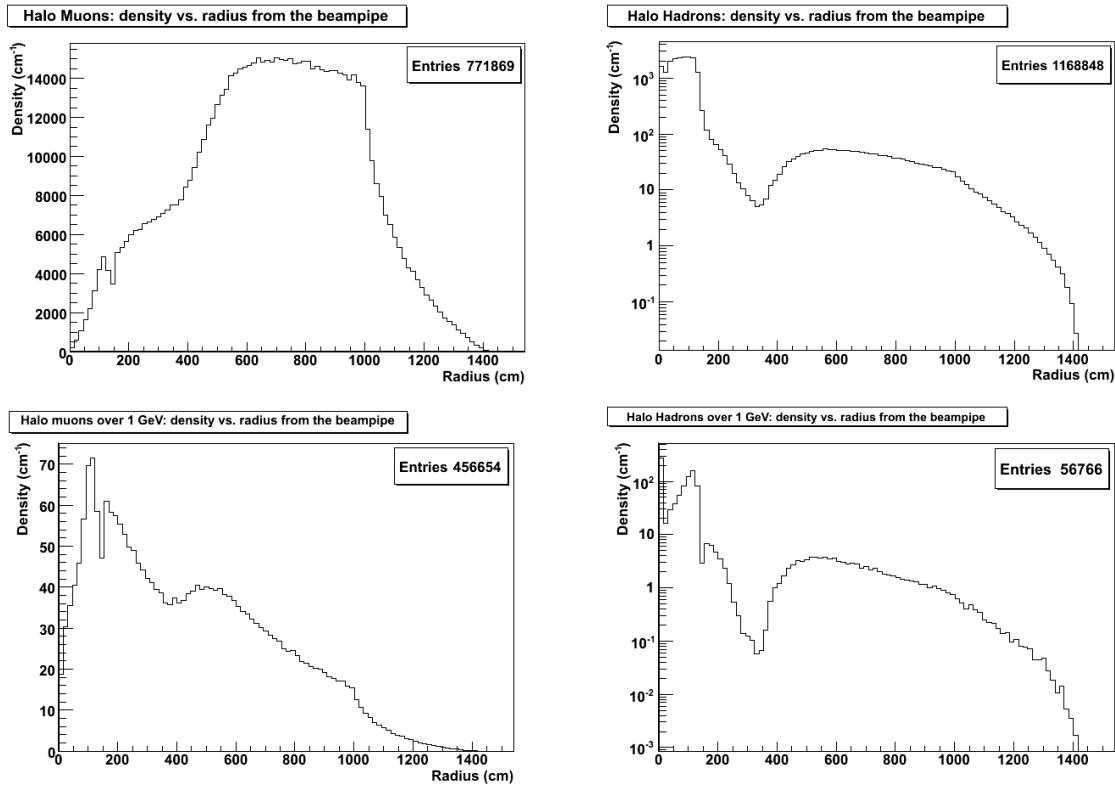 Halo Muons: density vs. radius from the beampipe
Density (cm⁻¹)
Entries 771869
14000
12000
10000
8000
6000
4000
2000
0
0 200 400 600 800 1000 1200 1400
Radius (cm)
Halo Hadrons: density vs. radius from the beampipe
Density (cm⁻¹)
Entries 1168848
10³
10²
10
1
10⁻¹
0 200 400 600 800 1000 1200 1400
Radius (cm)
Halo muons over 1 GeV: density vs. radius from the beampipe
Density (cm⁻¹)
Entries 456654
70
60
50
40
30
20
10
0
0 200 400 600 800 1000 1200 1400
Radius (cm)
Halo Hadrons over 1 GeV: density vs. radius from the beampipe
Density (cm⁻¹)
Entries 56766
10²
10
1
10⁻¹
10⁻²
10⁻³
0 200 400 600 800 1000 1200 1400
Radius (cm)